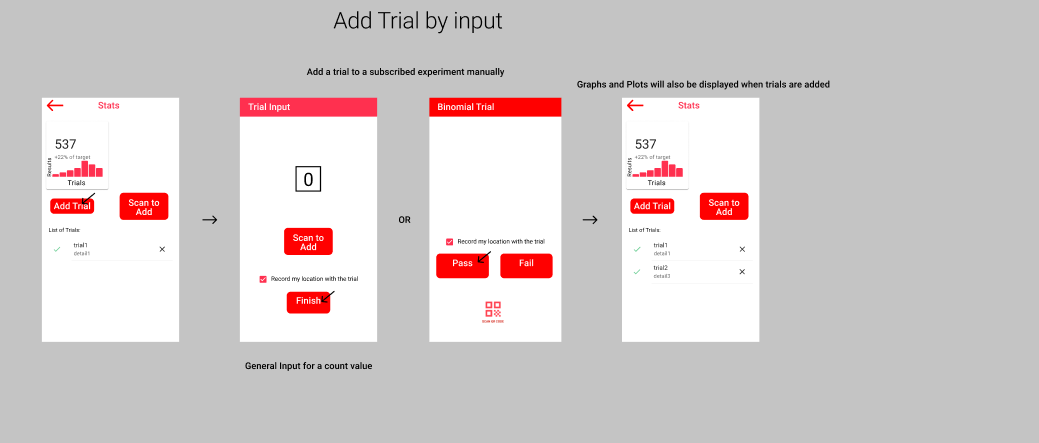 Add Trial by input
Add a trial to a subscribed experiment manually
Graphs and Plots will also be displayed when trials are added
Stats
537
+22% of target
Results
Trials
Add Trial
Scan to
Add
List of Trials:
trial1
detail1
Trial Input
0
Scan to
Add
Record my location with the trial
Finish
General Input for a count value
OR
Binomial Trial
Record my location with the trial
Pass
Fail
SCAN QR CODE
Stats
537
+22% of target
Results
Trials
Add Trial
Scan to
Add
List of Trials:
trial1
detail1
trial2
detail3